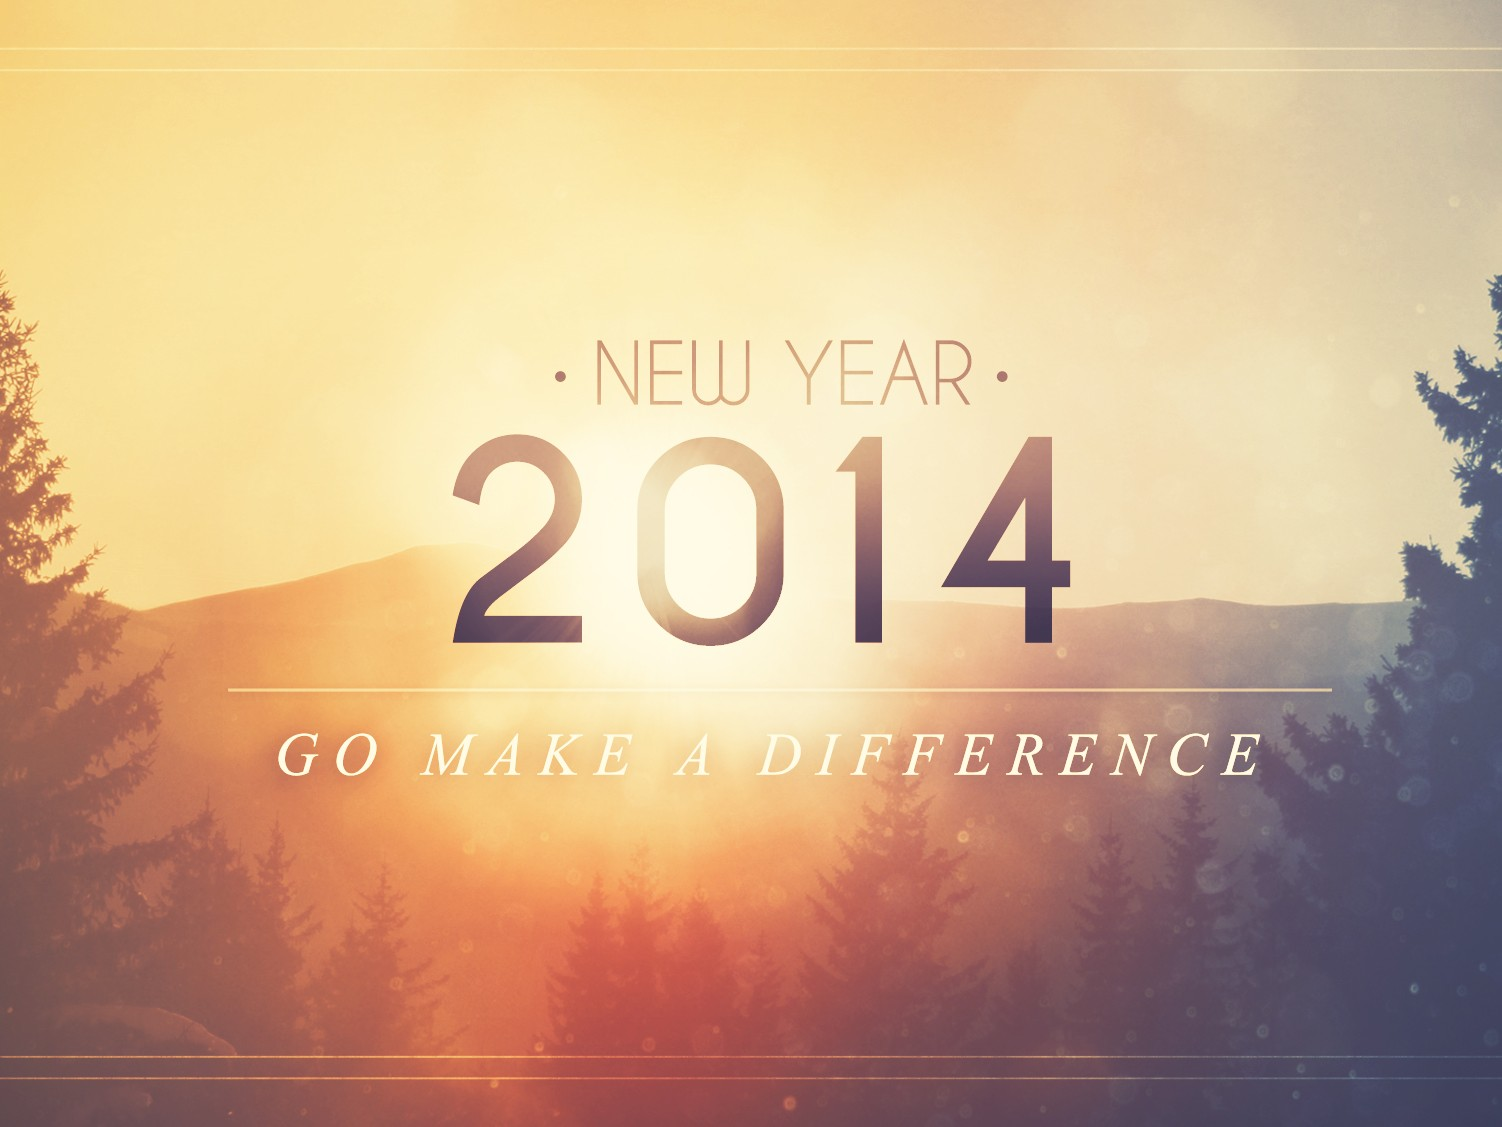 • NEW YEAR •
2014
GO MAKE A DIFFERENCE